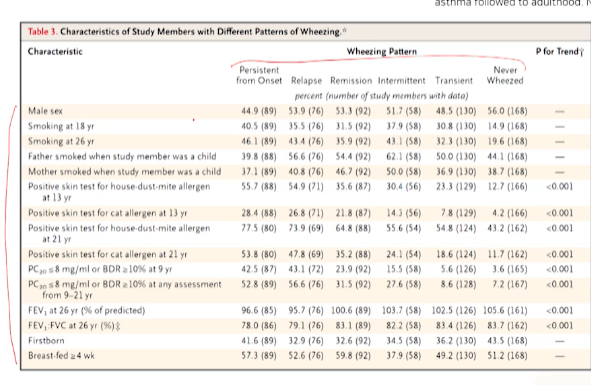 asthma followed to adulthood.
Table 3. Characteristics of Study Members with Different Patterns of Wheezing.*
Characteristic Wheezing Pattern P for Trend†
Persistent from Onset Relapse Remission Intermittent Transient Never Wheezed
percent (number of study members with data)
Male sex 44.9 (89) 53.9 (76) 53.3 (92) 51.7 (58) 48.5 (130) 56.0 (168) —
Smoking at 18 yr 40.5 (89) 35.5 (76) 31.5 (92) 37.9 (58) 30.8 (130) 14.9 (168) —
Smoking at 26 yr 46.1 (89) 43.4 (76) 35.9 (92) 43.1 (58) 32.3 (130) 19.6 (168) —
Father smoked when study member was a child 39.8 (88) 56.6 (76) 54.4 (92) 62.1 (58) 50.0 (130) 44.1 (168) —
Mother smoked when study member was a child 37.1 (89) 40.8 (76) 46.7 (92) 50.0 (58) 36.9 (130) 38.7 (168) —
Positive skin test for house-dust-mite allergen 55.7 (88) 54.9 (71) 35.6 (87) 30.4 (56) 23.3 (129) 12.7 (166) <0.001
at 13 yr
Positive skin test for cat allergen at 13 yr 28.4 (88) 26.8 (71) 21.8 (87) 14.3 (56) 7.8 (129) 4.2 (166) <0.001
Positive skin test for house-dust-mite allergen 77.5 (80) 73.9 (69) 64.8 (88) 55.6 (54) 54.8 (124) 43.2 (162) <0.001
at 21 yr
Positive skin test for cat allergen at 21 yr 53.8 (80) 47.8 (69) 35.2 (88) 24.1 (54) 18.6 (124) 11.7 (162) <0.001
PC20 ≤8 mg/ml or BDR ≥10% at 9 yr 42.5 (87) 43.1 (72) 23.9 (92) 15.5 (58) 5.6 (126) 3.6 (165) <0.001
PC20 ≤8 mg/ml or BDR ≥10% at any assessment 52.8 (89) 56.6 (76) 31.5 (92) 27.6 (58) 8.6 (128) 7.2 (167) <0.001
from 9–21 yr
FEV1 at 26 yr (% of predicted) 96.6 (85) 95.7 (76) 100.6 (89) 103.7 (58) 102.5 (126) 105.6 (161) <0.001
FEV1:FVC at 26 yr (%)‡ 78.0 (86) 79.1 (76) 83.1 (89) 82.2 (58) 83.4 (126) 83.7 (162) <0.001
Firstborn 41.6 (89) 32.9 (76) 32.6 (92) 34.5 (58) 36.2 (130) 43.5 (168) —
Breast-fed ≥4 wk 57.3 (89) 52.6 (76) 59.8 (92) 37.9 (58) 49.2 (130) 51.2 (168) —